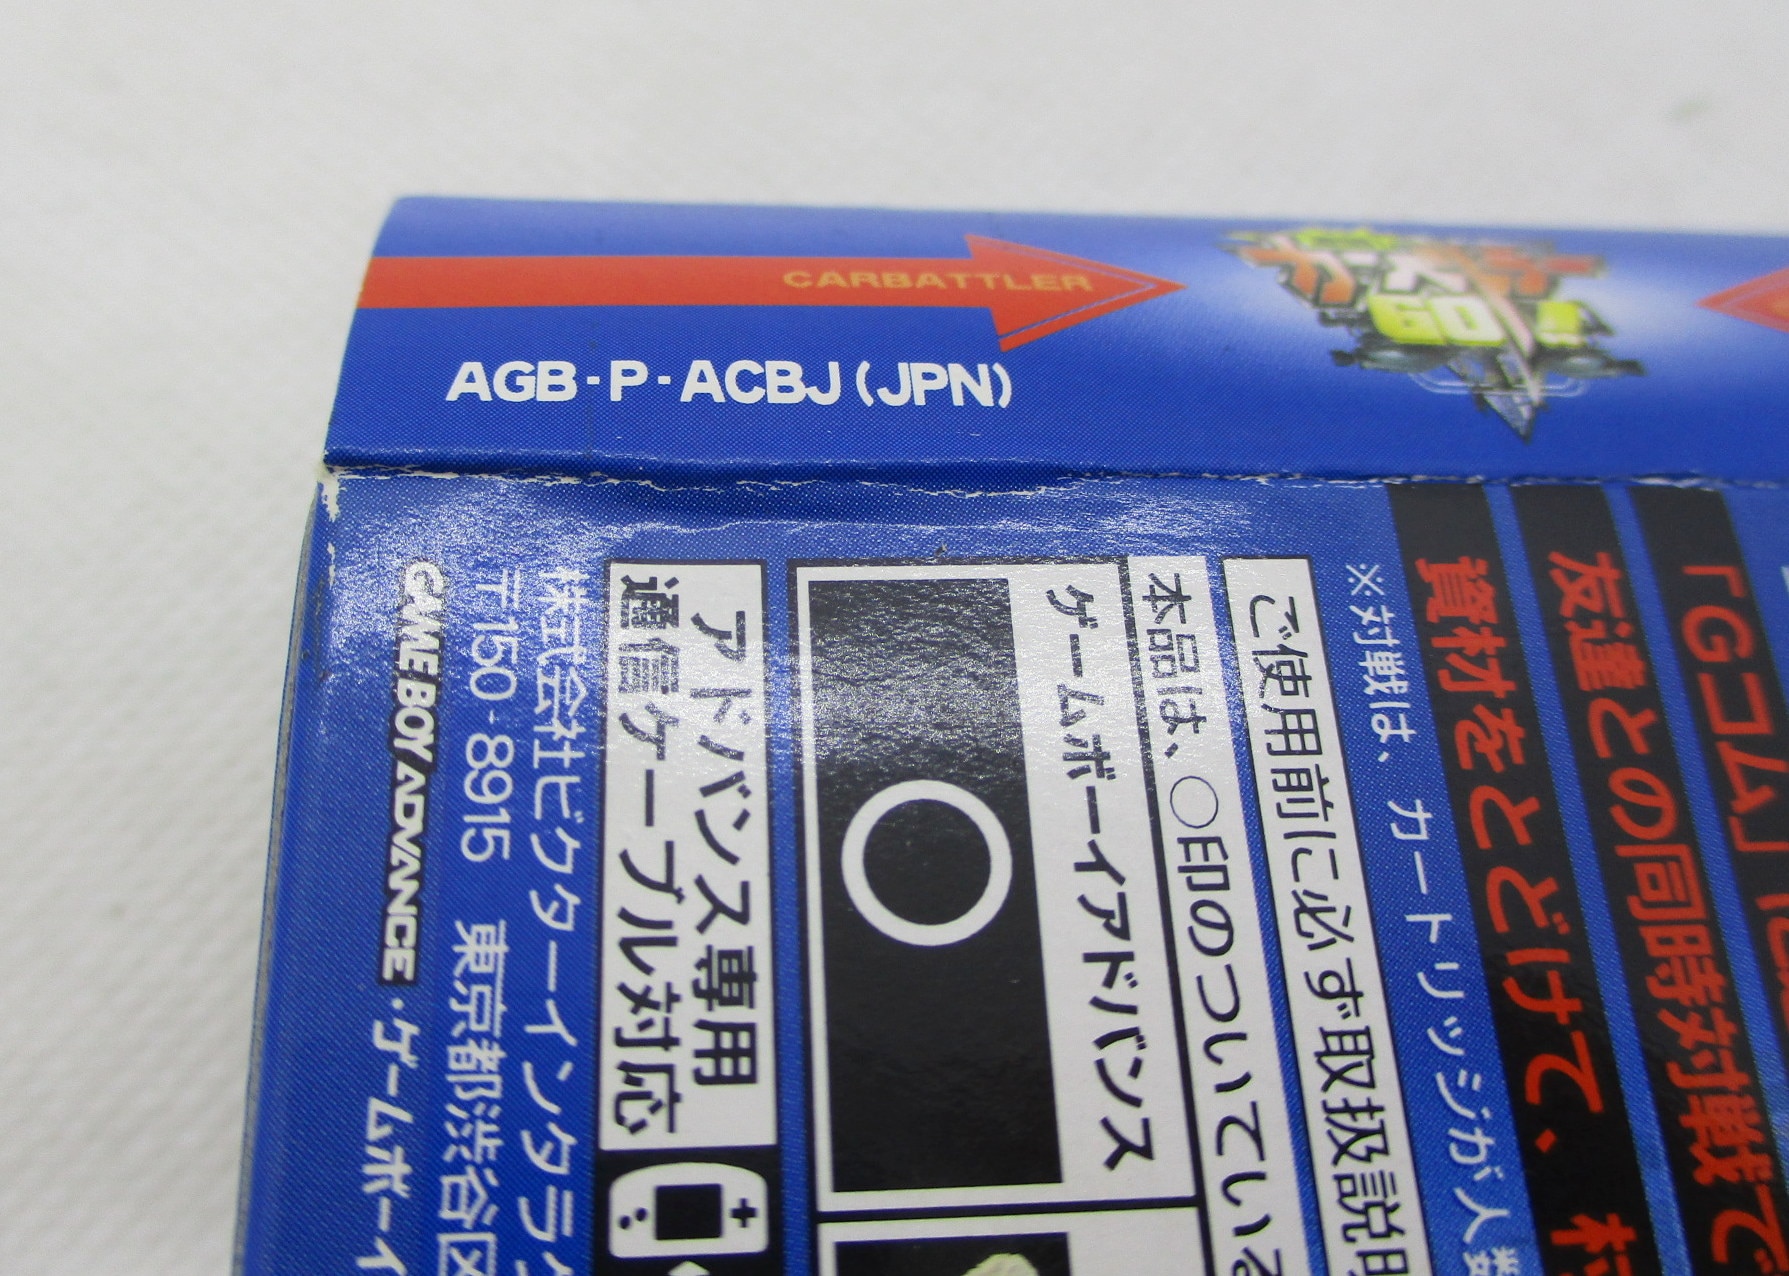 CARBATTLER
GO
AGB-P-ACBJ(JPN)
「Gコム」
友達との同時対戦で
資材をとどけて、
※対戦は、カートリッジが人数
ご使用前に必ず取扱説明
本品は、○印のついている
ゲームボーイアドバンス
アドバンス専用
通信ケーブル対応
株式会社ビクターインタラク
〒150-8915 東京都渋谷区
GAME BOY ADVANCE・ゲームボーイ